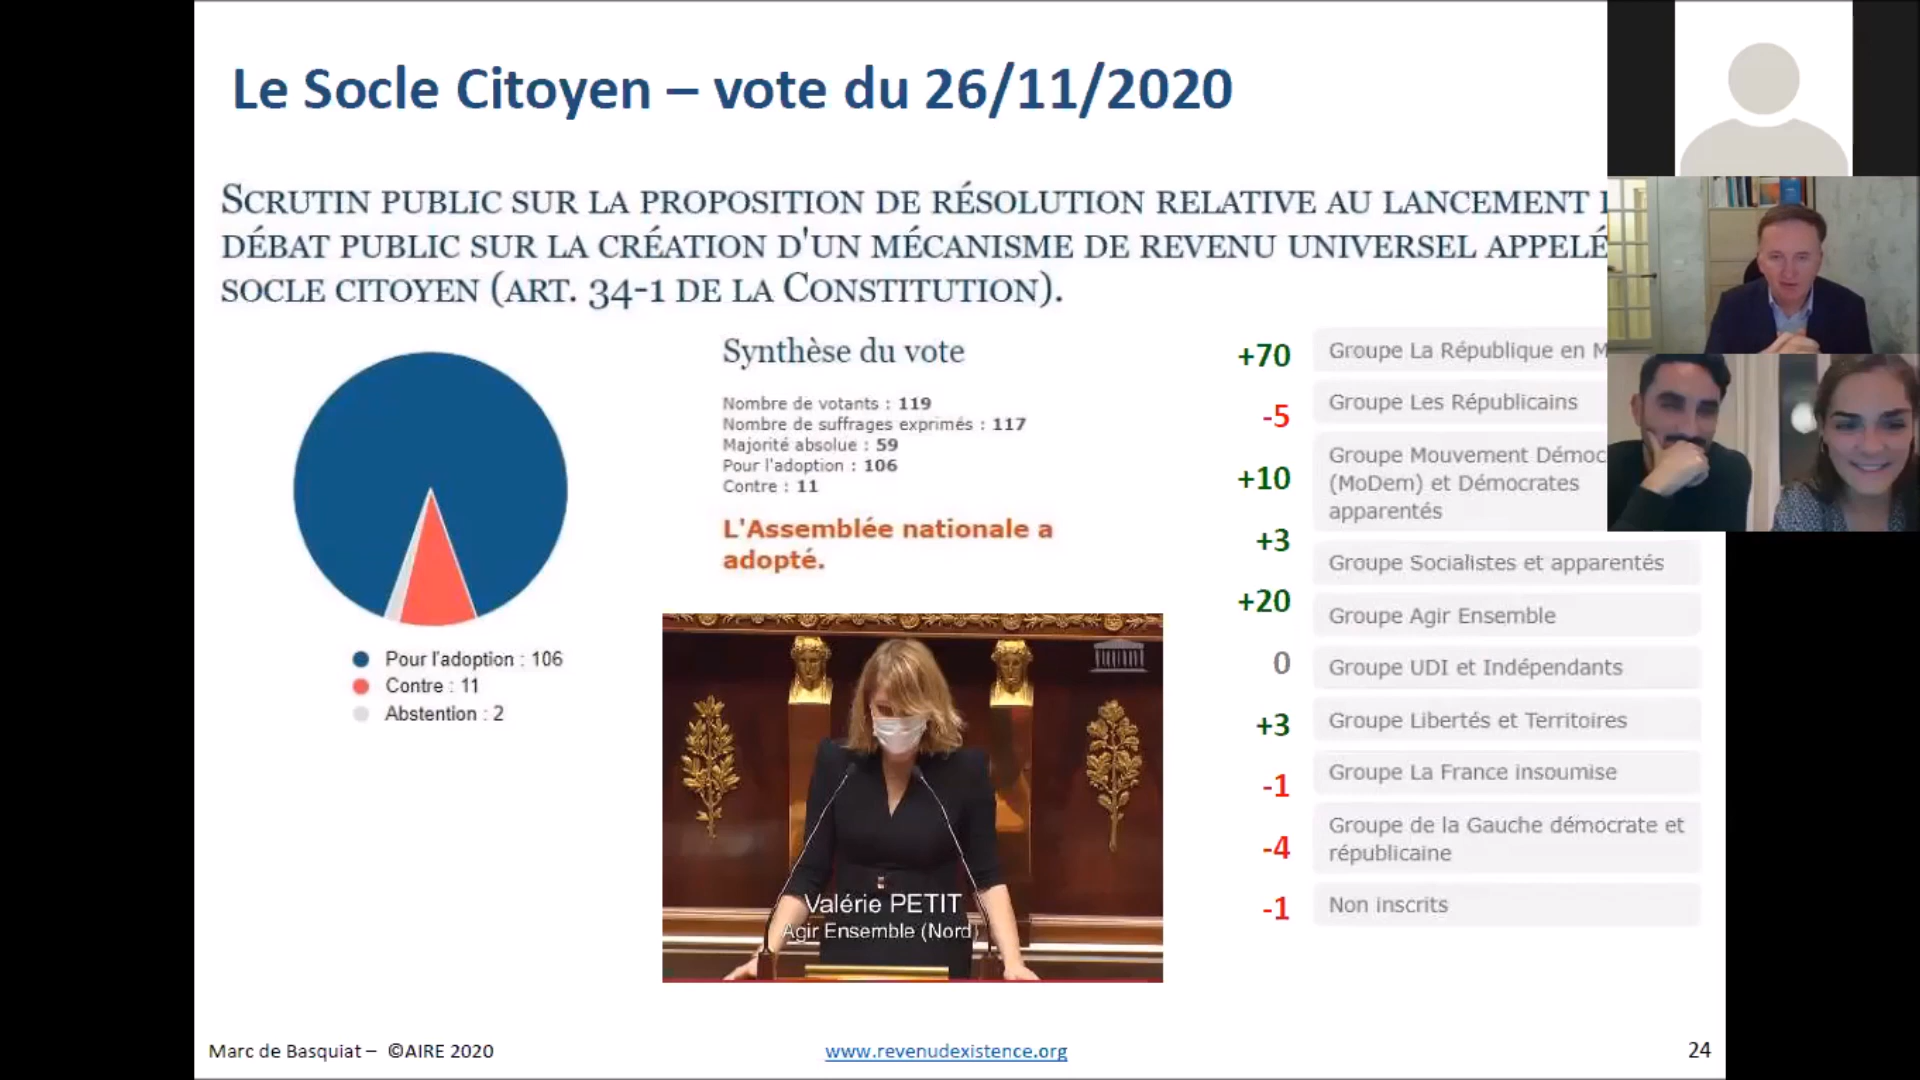 Le Socle Citoyen – vote du 26/11/2020
SCRUTIN PUBLIC SUR LA PROPOSITION DE RÉSOLUTION RELATIVE AU LANCEMENT
DÉBAT PUBLIC SUR LA CRÉATION D'UN MÉCANISME DE REVENU UNIVERSEL APPELÉ
SOCLE CITOYEN (ART. 34-1 DE LA CONSTITUTION).
Pour l'adoption : 106
Contre : 11
Abstention : 2
Synthèse du vote
Nombre de votants : 119
Nombre de suffrages exprimés : 117
Majorité absolue : 59
Pour l'adoption : 106
Contre : 11
L'Assemblée nationale a
adopté.
Valérie PETIT
Agir Ensemble (Nord)
+70 Groupe La République en M
-5 Groupe Les Républicains
+10 Groupe Mouvement Démoc
(MoDem) et Démocrates
apparentés
+3 Groupe Socialistes et apparentés
+20 Groupe Agir Ensemble
0 Groupe UDI et Indépendants
+3 Groupe Libertés et Territoires
-1 Groupe La France insoumise
-4 Groupe de la Gauche démocrate et
républicaine
-1 Non inscrits
Marc de Basquiat – ©AIRE 2020
www.revenudexistence.org
24